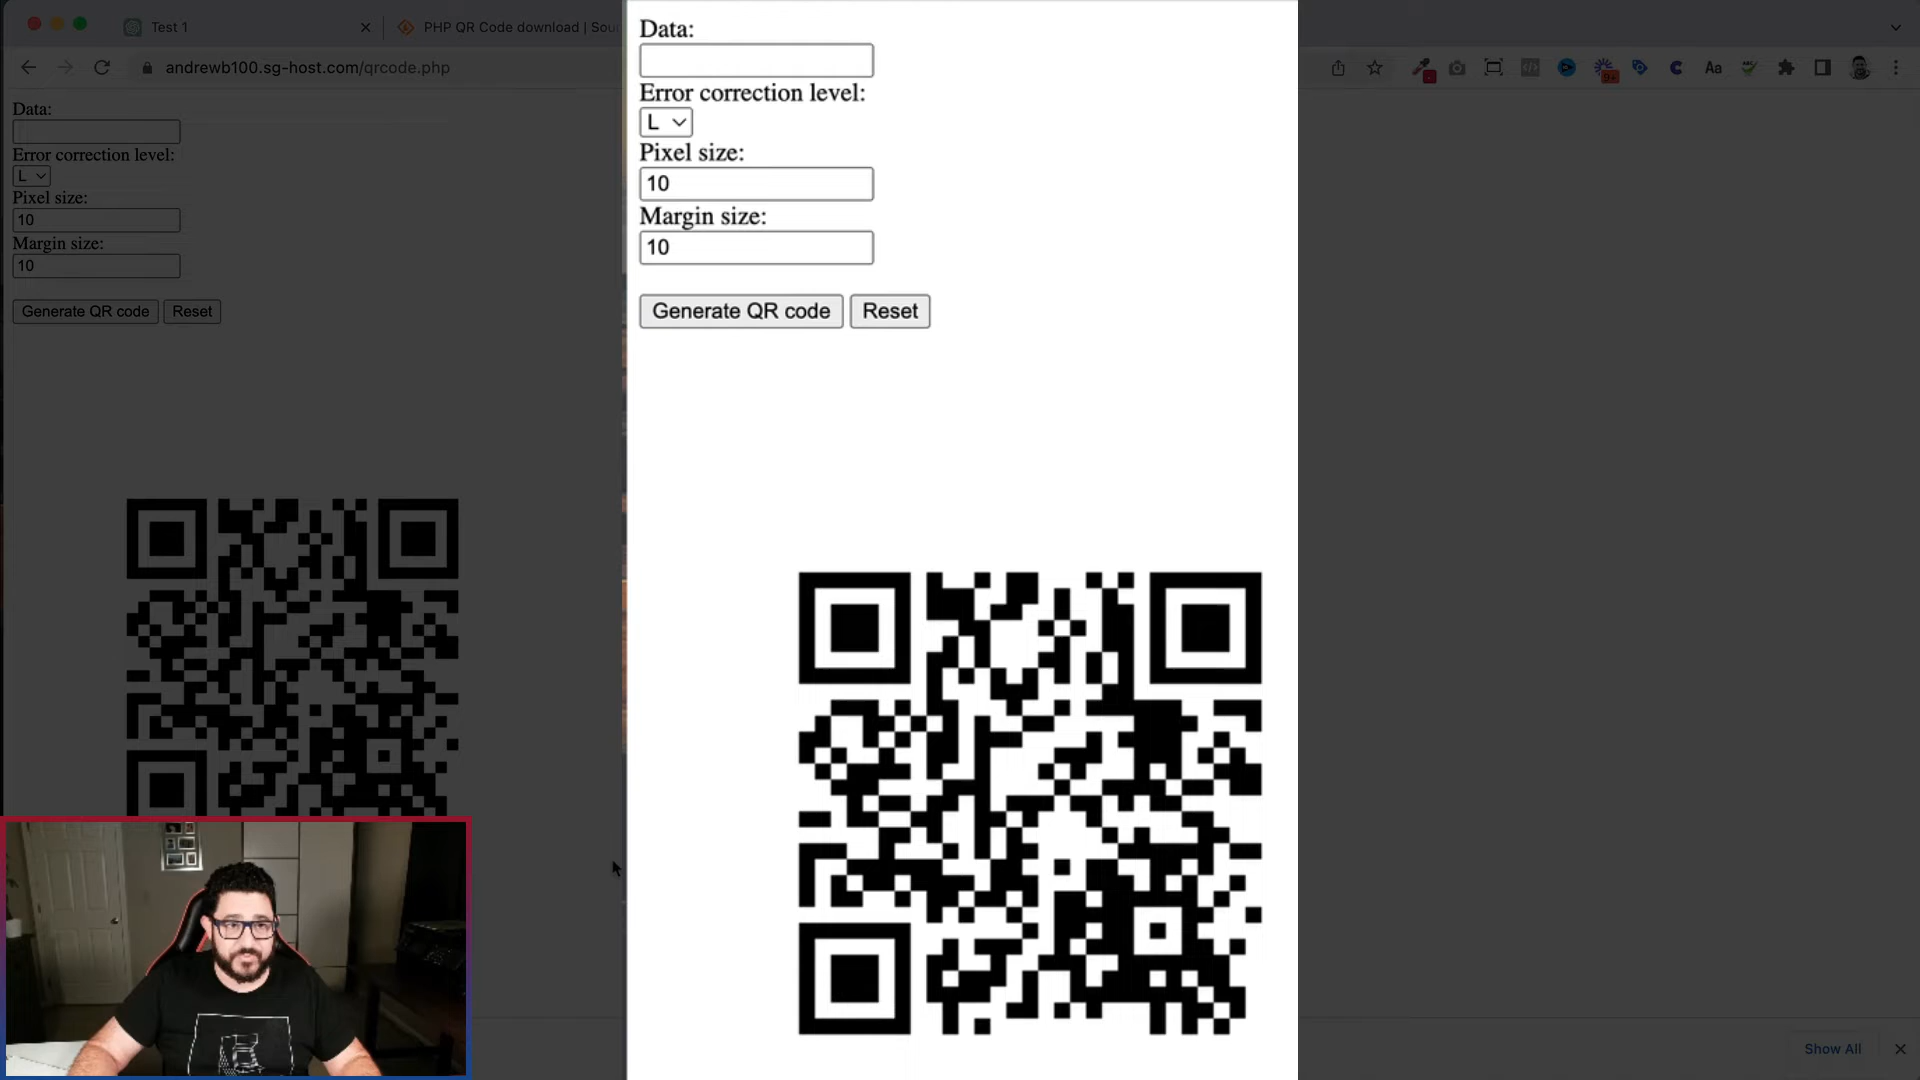 Test 1
PHP QR Code download | Sou
andrewb100.sg-host.com/qrcode.php
9+
Aa
Data:
Error correction level:
L
Pixel size:
10
Margin size:
10
Generate QR code Reset
Data:
Error correction level:
L
Pixel size:
10
Margin size:
10
Generate QR code Reset
Show All